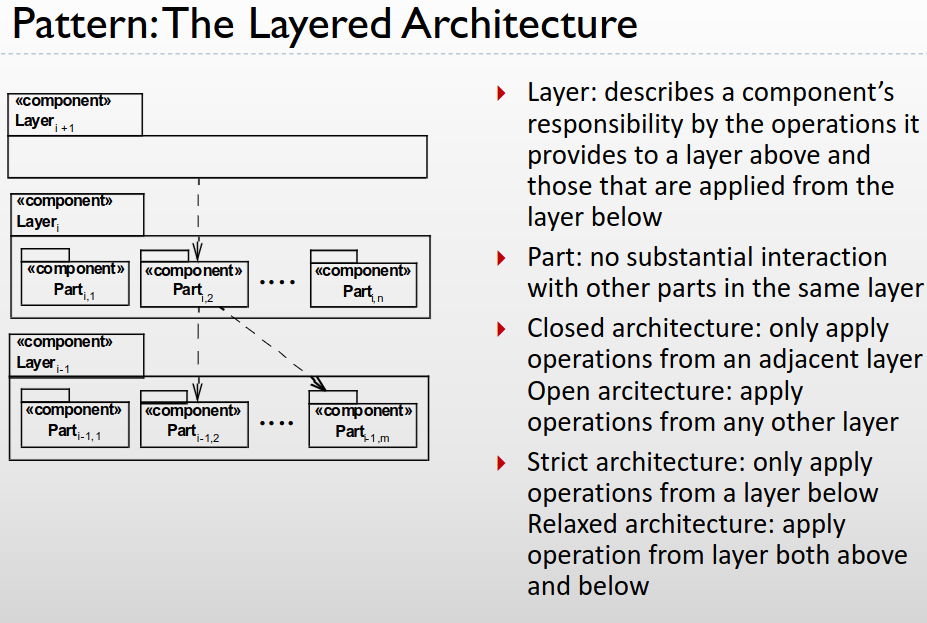 Pattern: The Layered Architecture
«component»
Layer i +1
«component»
Layer i
«component»
Part i,1
«component»
Part i,2
....
«component»
Part i,n
«component»
Layer i-1
«component»
Part i-1,1
«component»
Part i-1,2
....
«component»
Part i-1,m
Layer: describes a component’s
responsibility by the operations it
provides to a layer above and
those that are applied from the
layer below
Part: no substantial interaction
with other parts in the same layer
Closed architecture: only apply
operations from an adjacent layer
Open arcitecture: apply
operations from any other layer
Strict architecture: only apply
operations from a layer below
Relaxed architecture: apply
operation from layer both above
and below